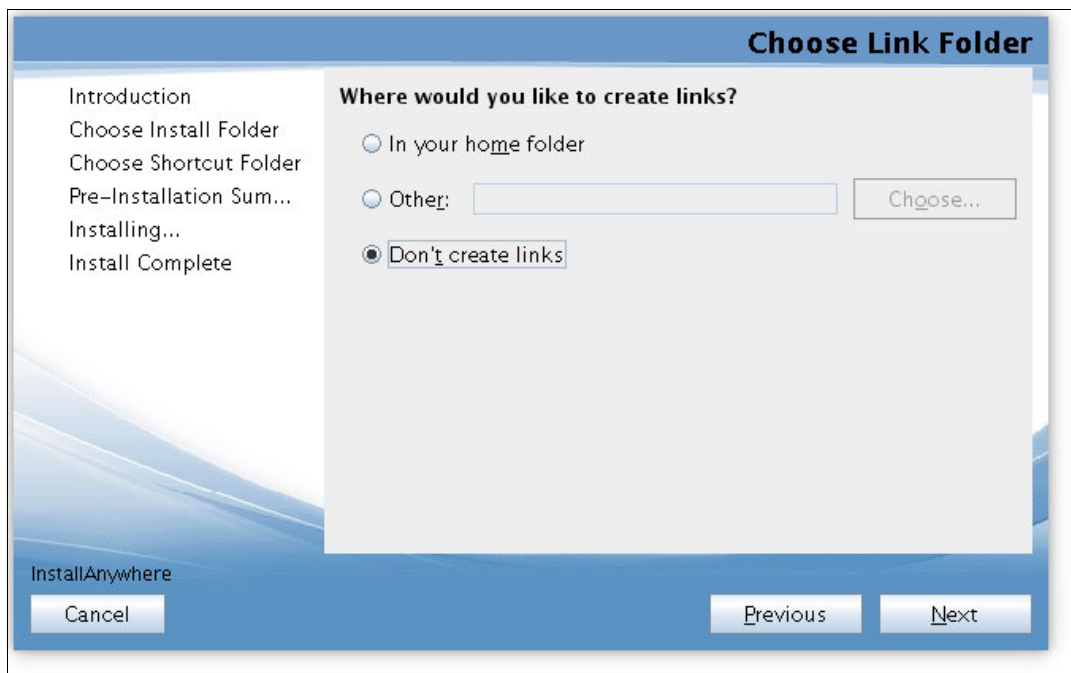 Choose Link Folder
Introduction
Choose Install Folder
Choose Shortcut Folder
Pre-Installation Sum...
Installing...
Install Complete
Where would you like to create links?
In your home folder
Other:
Choose...
Don't create links
InstallAnywhere
Cancel
Previous
Next